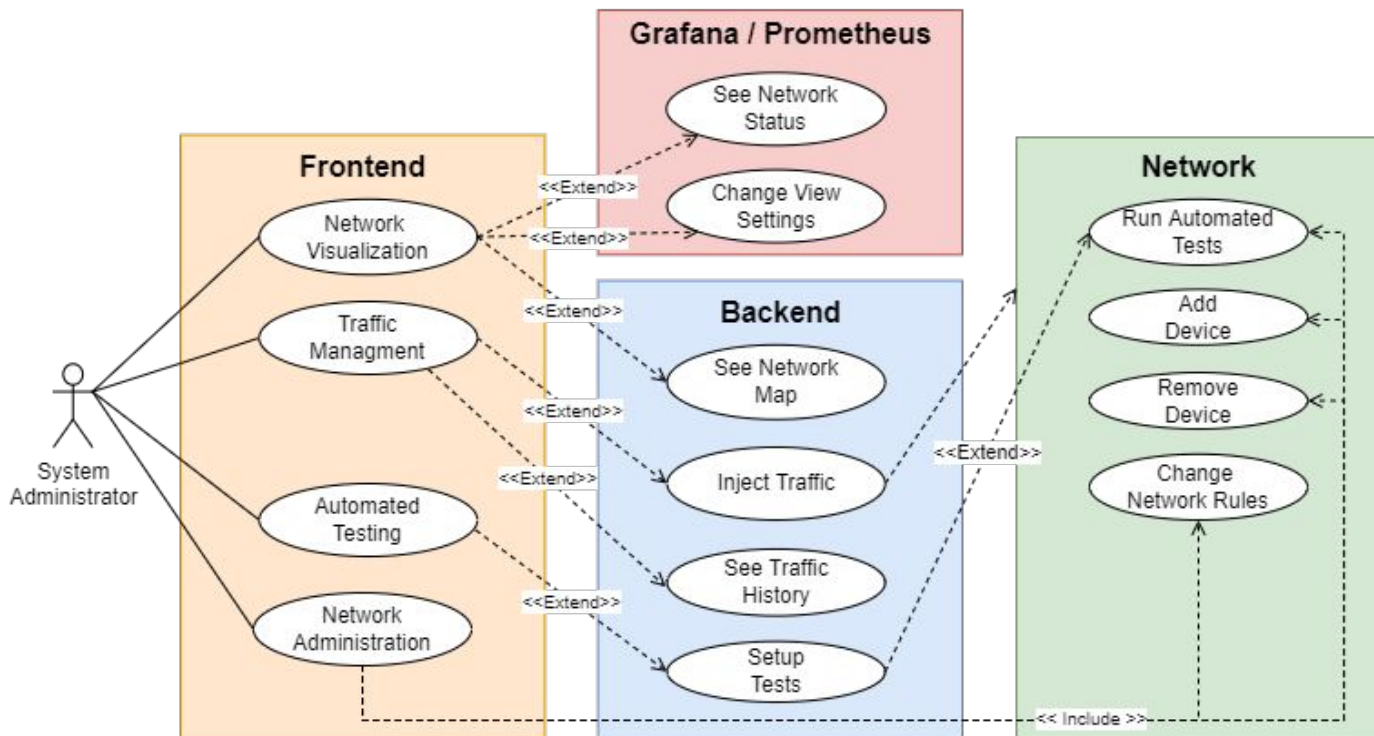 Grafana / Prometheus
See Network
Status
Change View
Settings
Frontend
Network
Visualization
Traffic
Managment
Automated
Testing
Network
Administration
System
Administrator
<<Extend>>
<<Extend>>
<<Extend>>
<<Extend>>
<<Extend>>
<<Extend>>
Backend
See Network
Map
Inject Traffic
See Traffic
History
Setup
Tests
<<Extend>>
<< Include >>
Network
Run Automated
Tests
Add
Device
Remove
Device
Change
Network Rules